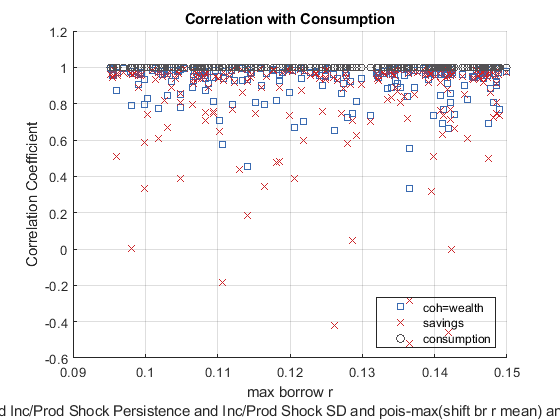 Correlation with Consumption
1.2
1
0.8
0.6
0.4
0.2
0
-0.2
-0.4
-0.6
Correlation Coefficient
coh=wealth
savings
consumption
0.09
0.1
0.11
0.12
0.13
0.14
0.15
max borrow r
d Inc/Prod Shock Persistence and Inc/Prod Shock SD and pois-max(shift br r mean) an